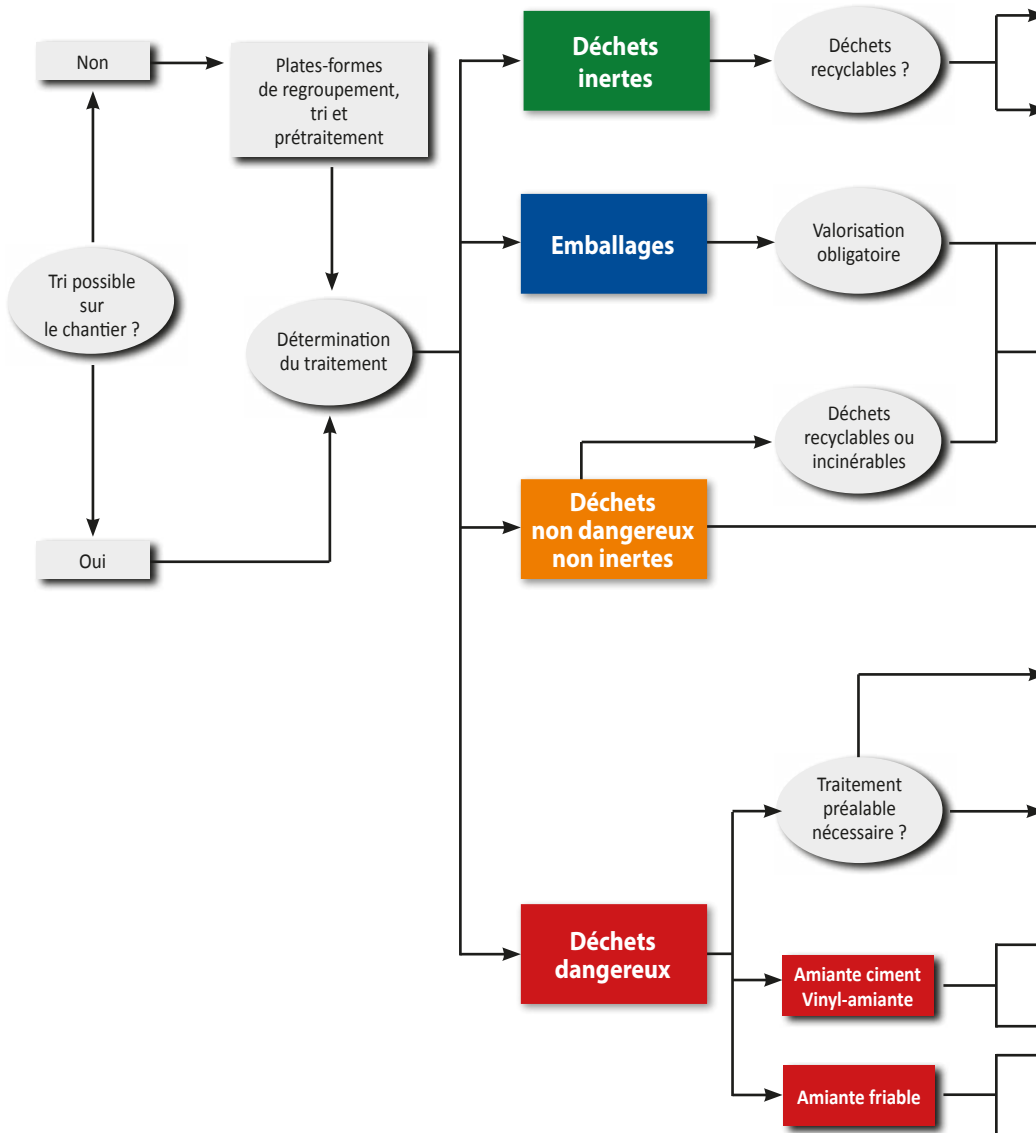 Non
Plates-formes
de regroupement,
tri et
prétraitement
Tri possible
sur
le chantier ?
Détermination
du traitement
Oui
Déchets
inertes
Déchets
recyclables ?
Emballages
Valorisation
obligatoire
Déchets
recyclables ou
incinérables
Déchets
non dangereux
non inertes
Traitement
préalable
nécessaire ?
Déchets
dangereux
Amiante ciment
Vinyl-amiante
Amiante friable